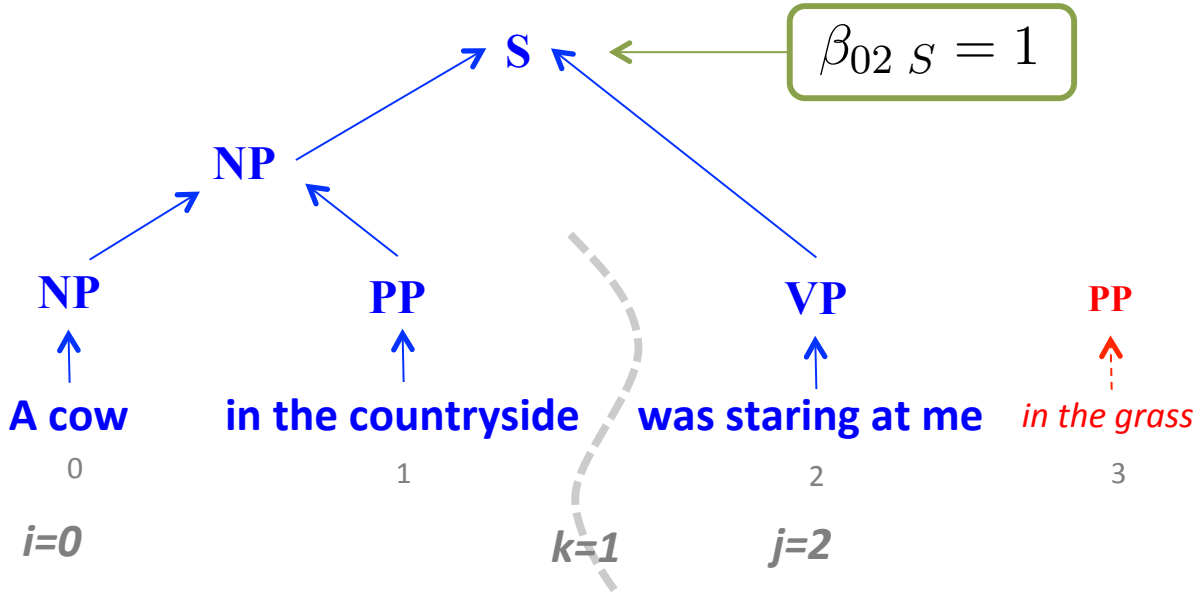 S
β02 S = 1
NP
NP PP VP PP
A cow in the countryside was staring at me in the grass
0 1 2 3
i=0 k=1 j=2